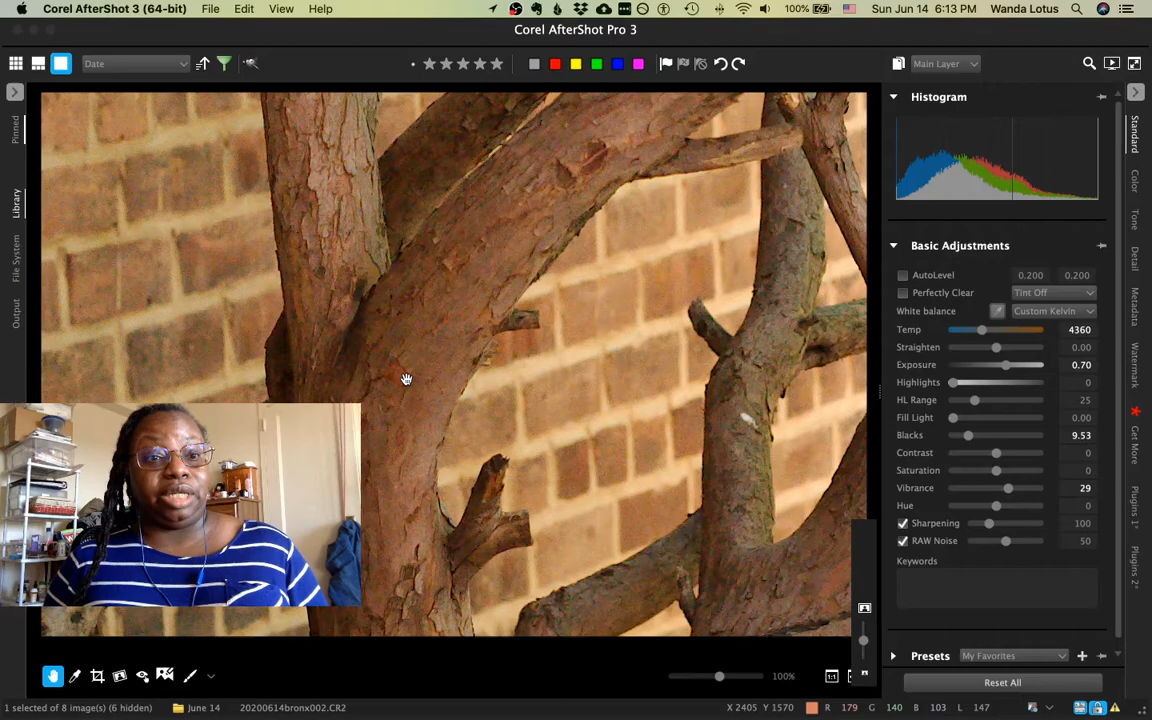 Corel AfterShot 3 (64-bit) File Edit View Help 100% Sun Jun 14 6:13 PM Wanda Lotus
Corel AfterShot Pro 3
Date Main Layer
Pinned
Library
File System
Output
Histogram
Basic Adjustments
AutoLevel 0.200 0.200
Perfectly Clear Tint Off
White balance Custom Kelvin
Temp 4360
Straighten 0.00
Exposure 0.70
Highlights 0
HL Range 25
Fill Light 0.00
Blacks 9.53
Contrast 0
Saturation 0
Vibrance 29
Hue 0
Sharpening 100
RAW Noise 50
Keywords
Presets My Favorites
Reset All
Standard
Color
Tone
Detail
Metadata
Watermark
Get More
Plugins 1*
Plugins 2*
1:1 100%
1 selected of 8 image(s) (6 hidden) June 14 20200614bronx002.CR2 X 2405 Y 1570 R 179 G 140 B 103 L 147